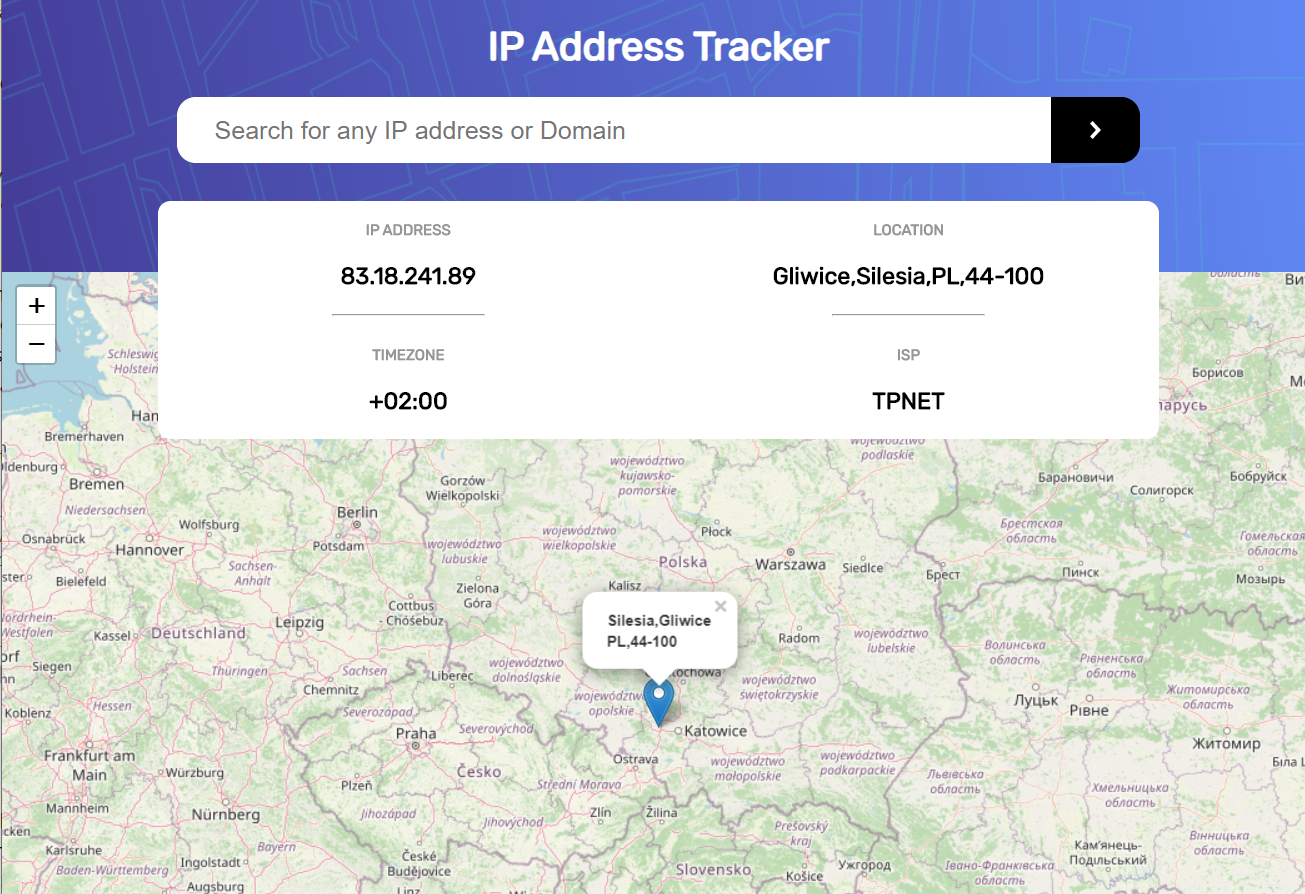 IP Address Tracker
Search for any IP address or Domain
IP ADDRESS
83.18.241.89
LOCATION
Gliwice,Silesia,PL,44-100
TIMEZONE
+02:00
ISP
TPNET
+
−
Schleswig
Holstein
Борисов
Bremerhaven
Bremen
Niedersachsen
Osnabrück
Hannover
Wolfsburg
Bielefeld
Sachsen-
Anhalt
Berlin
Potsdam
Gorzów
Wielkopolski
województwo
kujawsko-
pomorskie
województwo
podlaskie
Барановичи
Солигорск
Бобруйск
województwo
lubuskie
województwo
wielkopolskie
Płock
Polska
Warszawa
Siedlce
Брест
Брестская
область
Пинск
Гомельская
область
Мозырь
Zielona
Góra
Kalisz
Cottbus
- Chóśebuz
Leipzig
Kassel
Deutschland
Siegen
Thüringen
Sachsen
Chemnitz
Liberec
województwo
dolnośląskie
Silesia,Gliwice
PL,44-100
×
Radom
województwo
lubelskie
województwo
świętokrzyskie
Волинська
область
Рівненська
область
Луцьк
Рівне
Житомирська
область
Житомир
Koblenz
Hessen
Severozápad
Severovýchod
Praha
opolskie
Katowice
Ostrava
województwo
małopolskie
województwo
podkarpackie
Львівська
область
Хмельницька
область
Frankfurt am
Main
Würzburg
Plzeň
Česko
Střední Morava
Mannheim
Nürnberg
Jihozápad
Jihovýchod
Zlín
Žilina
Prešovský
kraj
Вінницька
область
Karlsruhe
Baden-Württemberg
Bayern
Ingolstadt
Augsburg
České
Budějovice
Linz
Slovensko
Košice
Ужгород
Івано-Франківська
область
Кам'янець-
Подільський